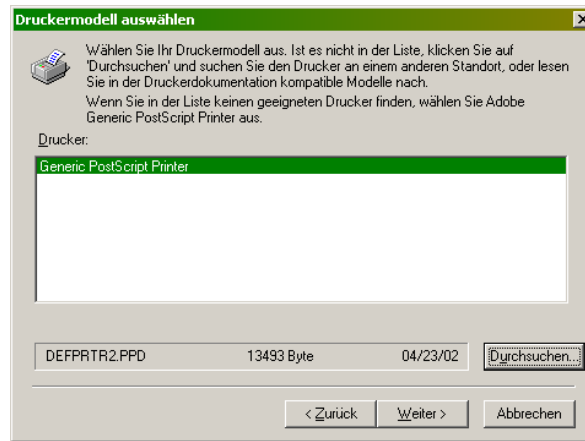 Druckermodell auswählen
Wählen Sie Ihr Druckermodell aus. Ist es nicht in der Liste, klicken Sie auf
'Durchsuchen' und suchen Sie den Drucker an einem anderen Standort, oder lesen
Sie in der Druckerdokumentation kompatible Modelle nach.
Wenn Sie in der Liste keinen geeigneten Drucker finden, wählen Sie Adobe
Generic PostScript Printer aus.
Drucker:
Generic PostScript Printer
DEFPRTR2.PPD 13493 Byte 04/23/02 Durchsuchen...
< Zurück Weiter > Abbrechen